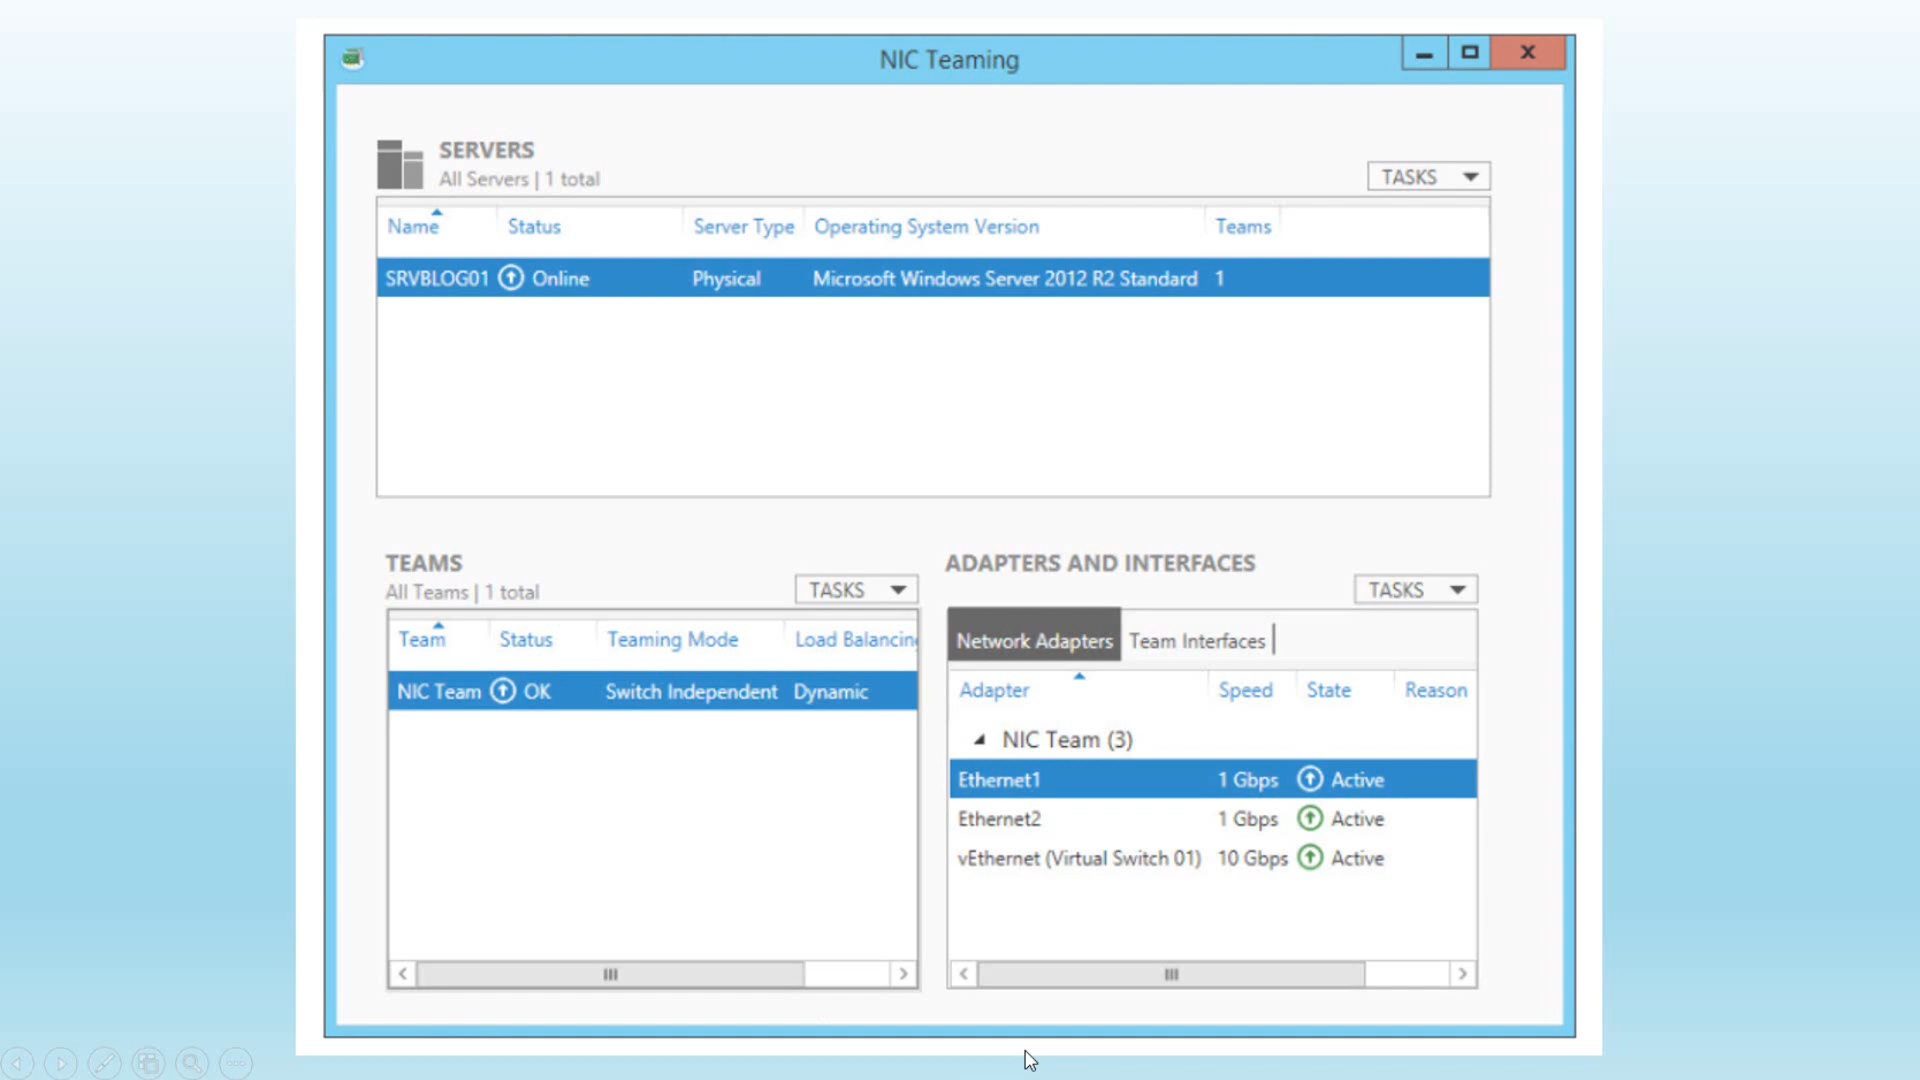 NIC Teaming
SERVERS
All Servers | 1 total
TASKS
Name Status Server Type Operating System Version Teams
SRVBLOG01 Online Physical Microsoft Windows Server 2012 R2 Standard 1
TEAMS
All Teams | 1 total
TASKS
Team Status Teaming Mode Load Balancing
NIC Team OK Switch Independent Dynamic
ADAPTERS AND INTERFACES
TASKS
Network Adapters Team Interfaces
Adapter Speed State Reason
NIC Team (3)
Ethernet1 1 Gbps Active
Ethernet2 1 Gbps Active
vEthernet (Virtual Switch 01) 10 Gbps Active